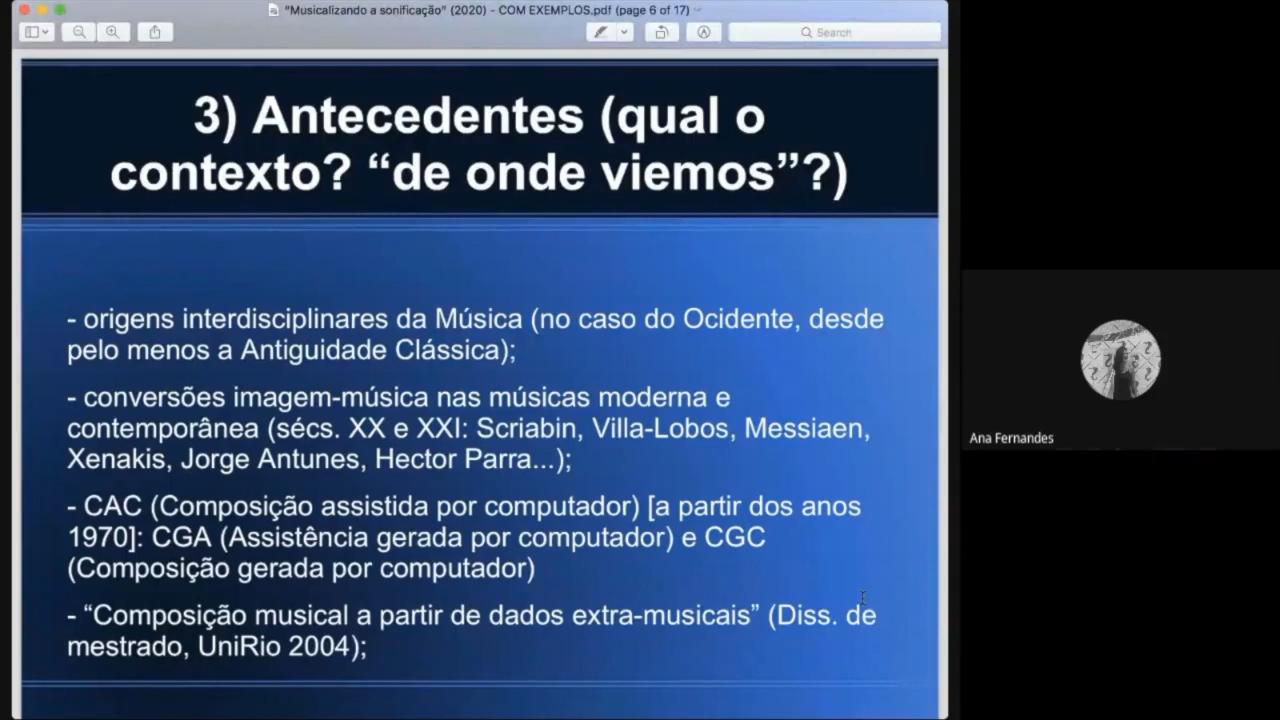 "Musicalizando a sonificação" (2020) - COM EXEMPLOS.pdf (page 6 of 17)
Search
3) Antecedentes (qual o
contexto? “de onde viemos”?)
- origens interdisciplinares da Música (no caso do Ocidente, desde
pelo menos a Antiguidade Clássica);
- conversões imagem-música nas músicas moderna e
contemporânea (sécs. XX e XXI: Scriabin, Villa-Lobos, Messiaen,
Xenakis, Jorge Antunes, Hector Parra...);
- CAC (Composição assistida por computador) [a partir dos anos
1970]: CGA (Assistência gerada por computador) e CGC
(Composição gerada por computador)
- “Composição musical a partir de dados extra-musicais” (Diss. de
mestrado, UniRio 2004);
Ana Fernandes